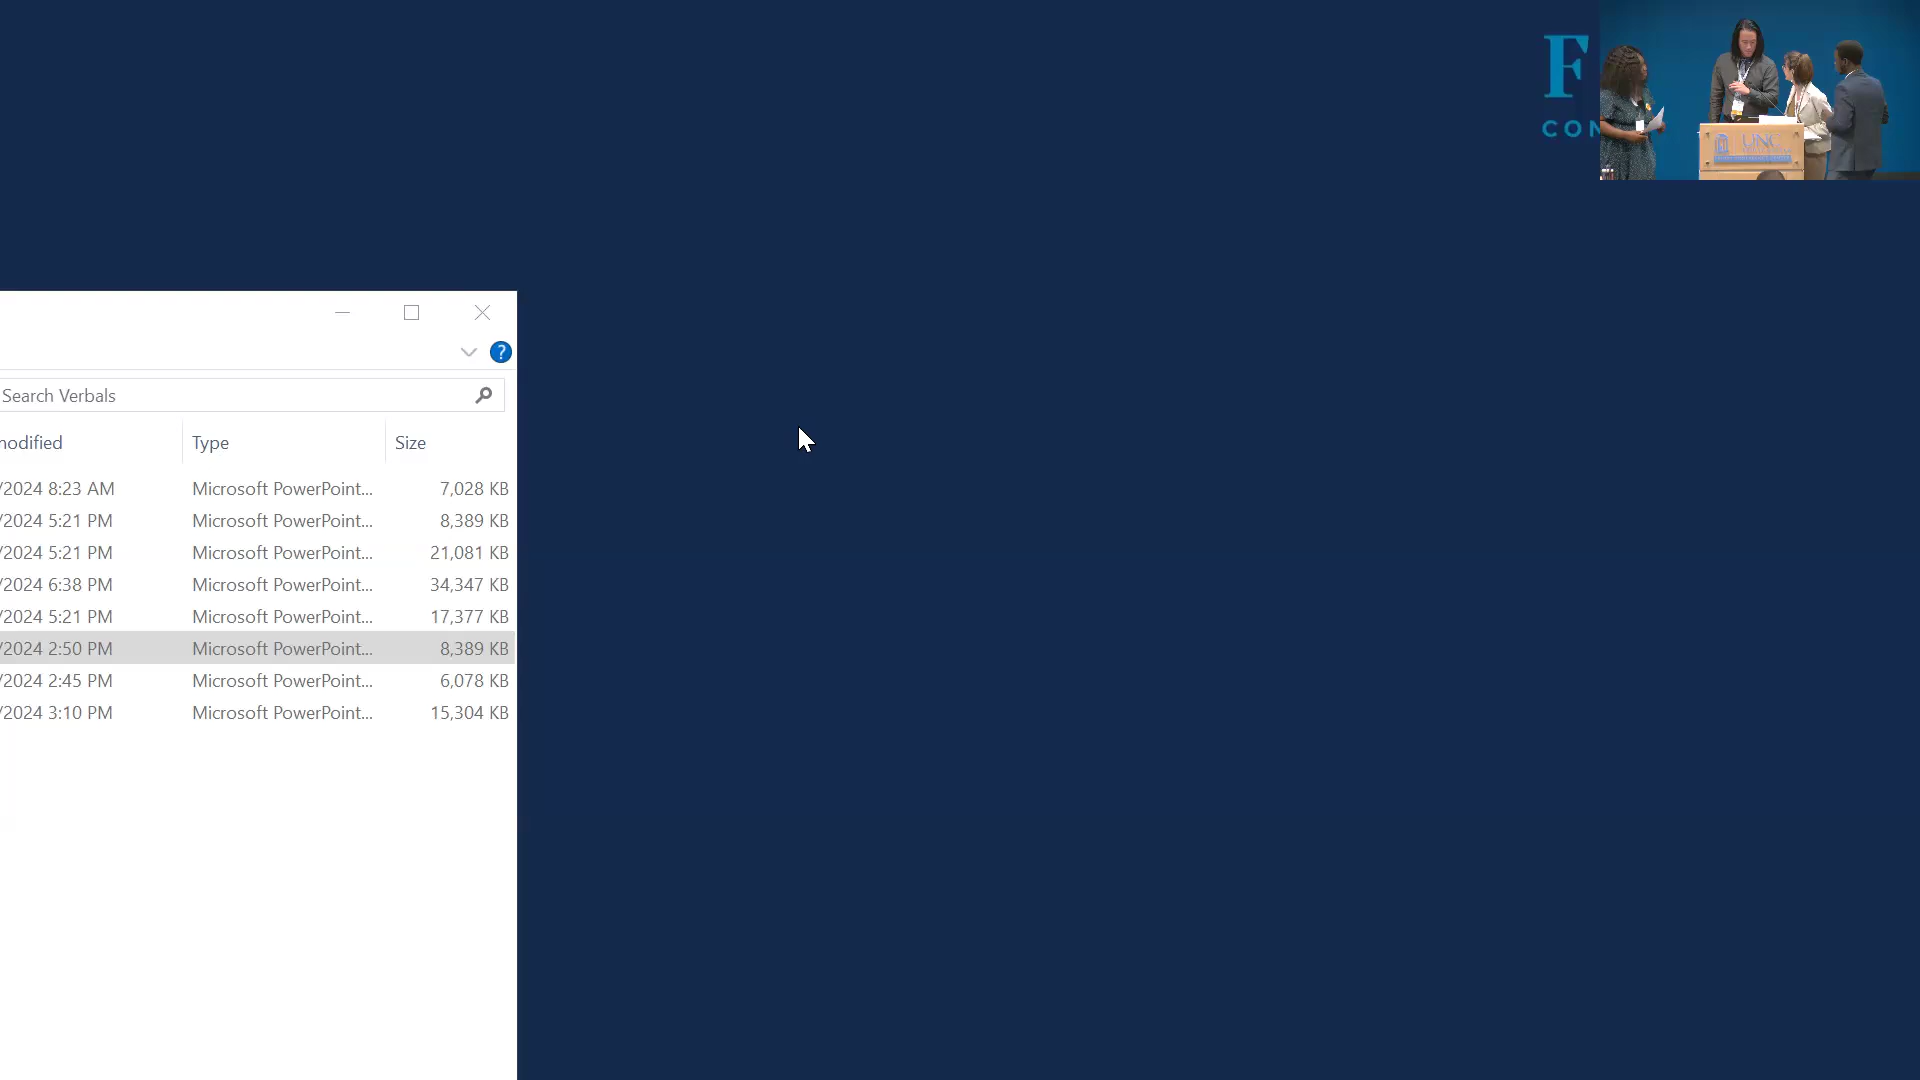 F
CON
UNC
?
Search Verbals
modified Type Size
/2024 8:23 AM Microsoft PowerPoint... 7,028 KB
/2024 5:21 PM Microsoft PowerPoint... 8,389 KB
/2024 5:21 PM Microsoft PowerPoint... 21,081 KB
/2024 6:38 PM Microsoft PowerPoint... 34,347 KB
/2024 5:21 PM Microsoft PowerPoint... 17,377 KB
/2024 2:50 PM Microsoft PowerPoint... 8,389 KB
/2024 2:45 PM Microsoft PowerPoint... 6,078 KB
/2024 3:10 PM Microsoft PowerPoint... 15,304 KB